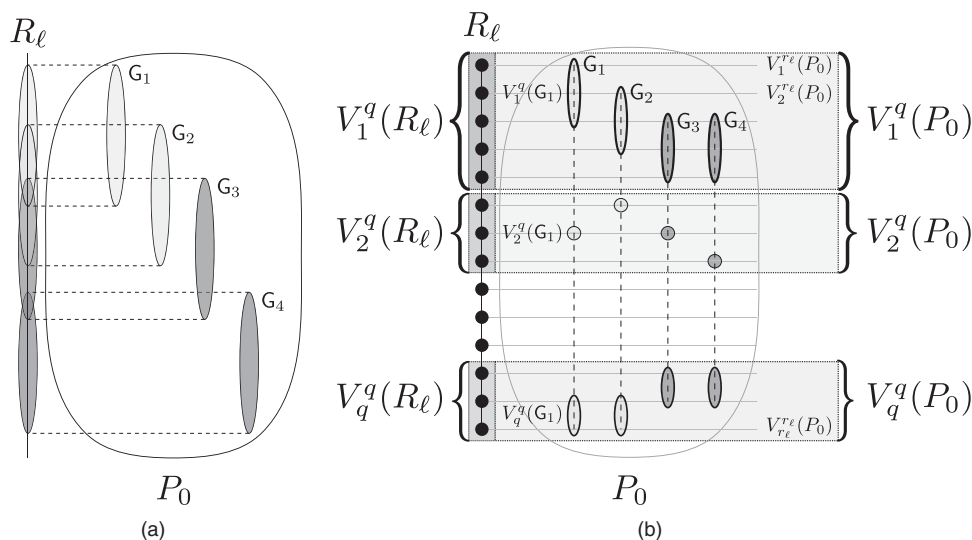 R_ℓ
G_1
G_2
G_3
G_4
P_0
(a)
R_ℓ
V_1^q(R_ℓ)
V_1^q(G_1)
G_1
G_2
G_3
G_4
V_1^{r_ℓ}(P_0)
V_2^{r_ℓ}(P_0)
V_1^q(P_0)
V_2^q(R_ℓ)
V_2^q(G_1)
V_2^q(P_0)
V_q^q(R_ℓ)
V_q^q(G_1)
V_{r_ℓ}^{r_ℓ}(P_0)
V_q^q(P_0)
P_0
(b)